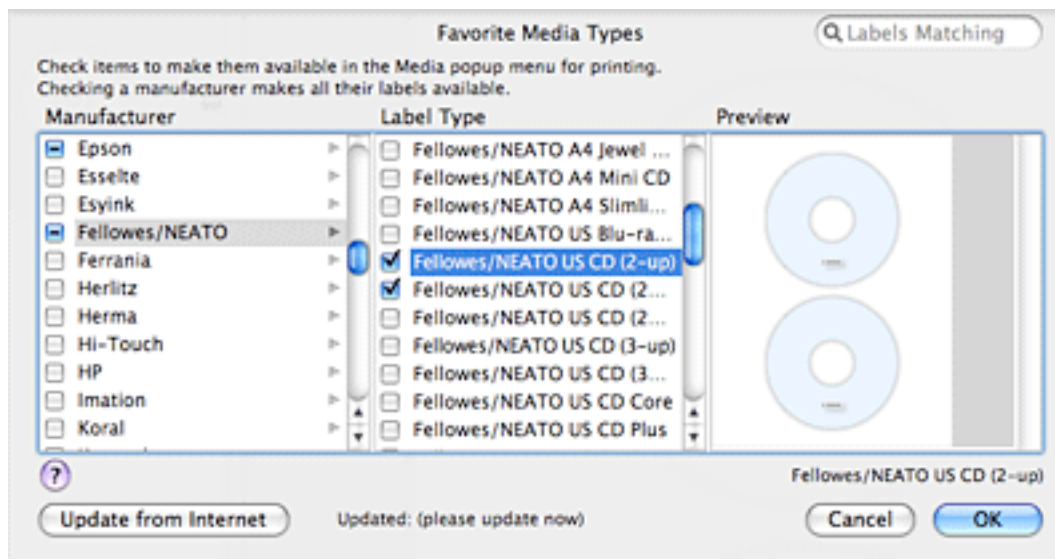 Favorite Media Types
Labels Matching
Check items to make them available in the Media popup menu for printing.
Checking a manufacturer makes all their labels available.
Manufacturer
Label Type
Preview
Epson
Esselte
Esyink
Fellowes/NEATO
Ferrania
Herlitz
Herma
Hi-Touch
HP
Imation
Koral
Fellowes/NEATO A4 Jewel ...
Fellowes/NEATO A4 Mini CD
Fellowes/NEATO A4 Slimli...
Fellowes/NEATO US Blu-ra...
Fellowes/NEATO US CD (2-up)
Fellowes/NEATO US CD (2...
Fellowes/NEATO US CD (2...
Fellowes/NEATO US CD (3-up)
Fellowes/NEATO US CD (3...
Fellowes/NEATO US CD Core
Fellowes/NEATO US CD Plus
?
Fellowes/NEATO US CD (2-up)
Update from Internet
Updated: (please update now)
Cancel
OK